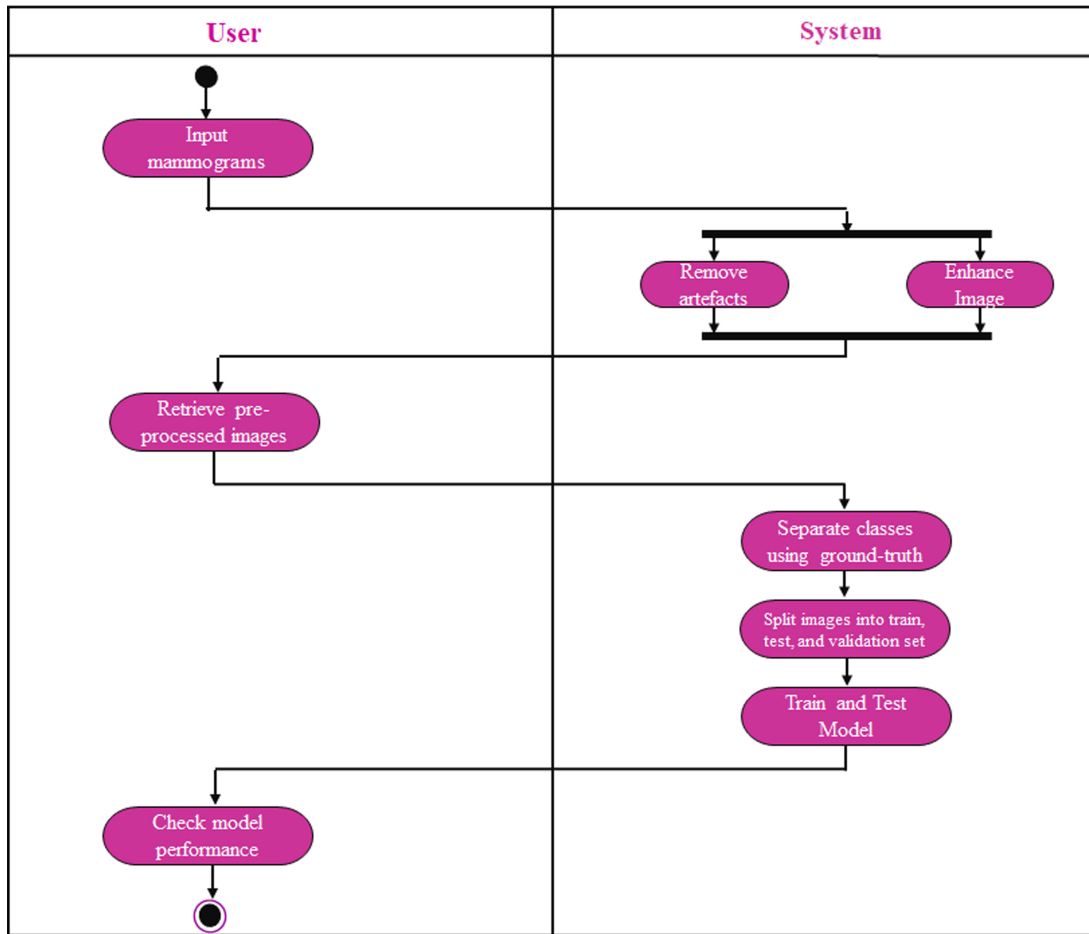 User
System
Input
mammograms
Remove
artefacts
Enhance
Image
Retrieve pre-
processed images
Separate classes
using ground-truth
Split images into train,
test, and validation set
Train and Test
Model
Check model
performance